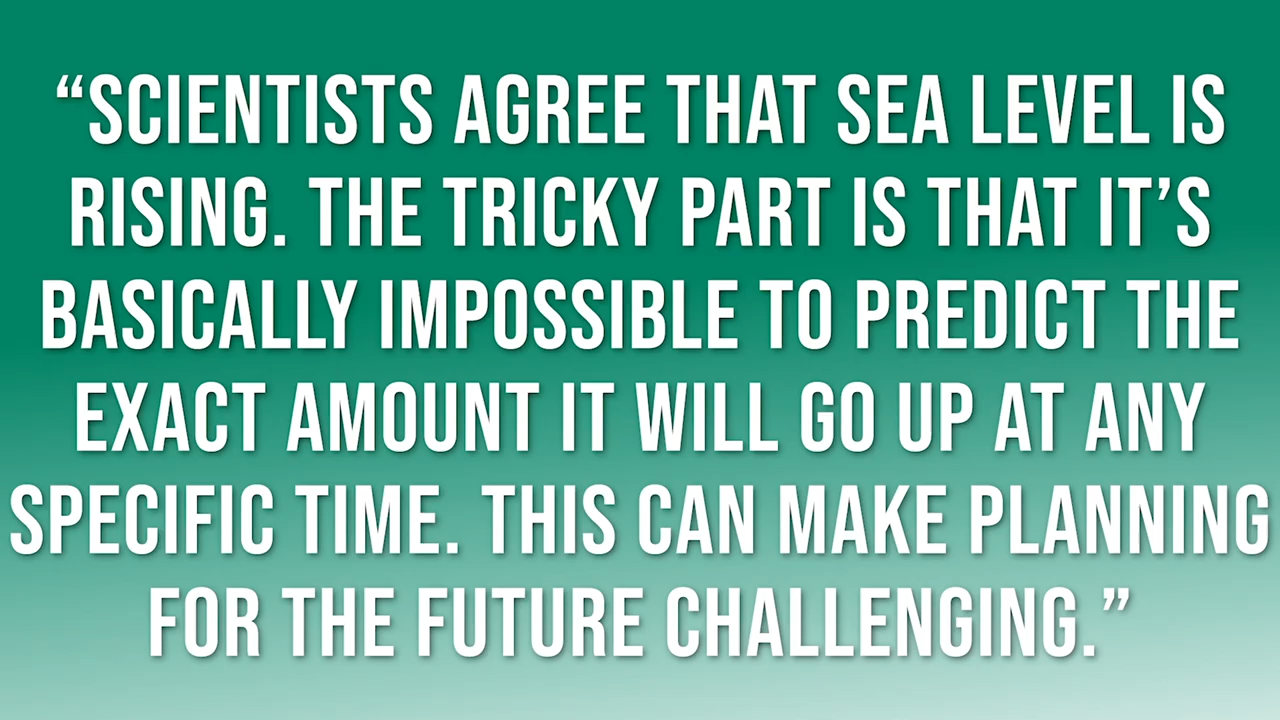 “SCIENTISTS AGREE THAT SEA LEVEL IS
RISING. THE TRICKY PART IS THAT IT’S
BASICALLY IMPOSSIBLE TO PREDICT THE
EXACT AMOUNT IT WILL GO UP AT ANY
SPECIFIC TIME. THIS CAN MAKE PLANNING
FOR THE FUTURE CHALLENGING.”